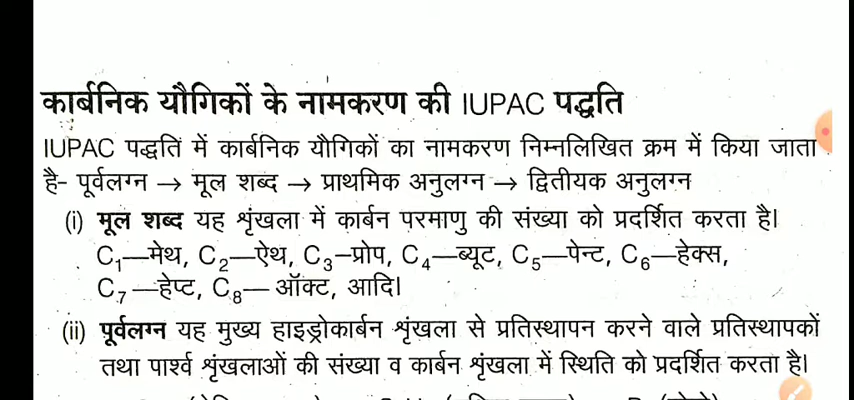 कार्बनिक यौगिकों के नामकरण की IUPAC पद्धति
IUPAC पद्धति में कार्बनिक यौगिकों का नामकरण निम्नलिखित क्रम में किया जाता
है- पूर्वलग्न → मूल शब्द → प्राथमिक अनुलग्न → द्वितीयक अनुलग्न
(i) मूल शब्द यह शृंखला में कार्बन परमाणु की संख्या को प्रदर्शित करता है।
C₁—मेथ, C₂—ऐथ, C₃–प्रोप, C₄—ब्यूट, C₅—पेन्ट, C₆—हेक्स,
C₇—हेप्ट, C₈— ऑक्ट, आदि।
(ii) पूर्वलग्न यह मुख्य हाइड्रोकार्बन शृंखला से प्रतिस्थापन करने वाले प्रतिस्थापकों
तथा पार्श्व शृंखलाओं की संख्या व कार्बन शृंखला में स्थिति को प्रदर्शित करता है।